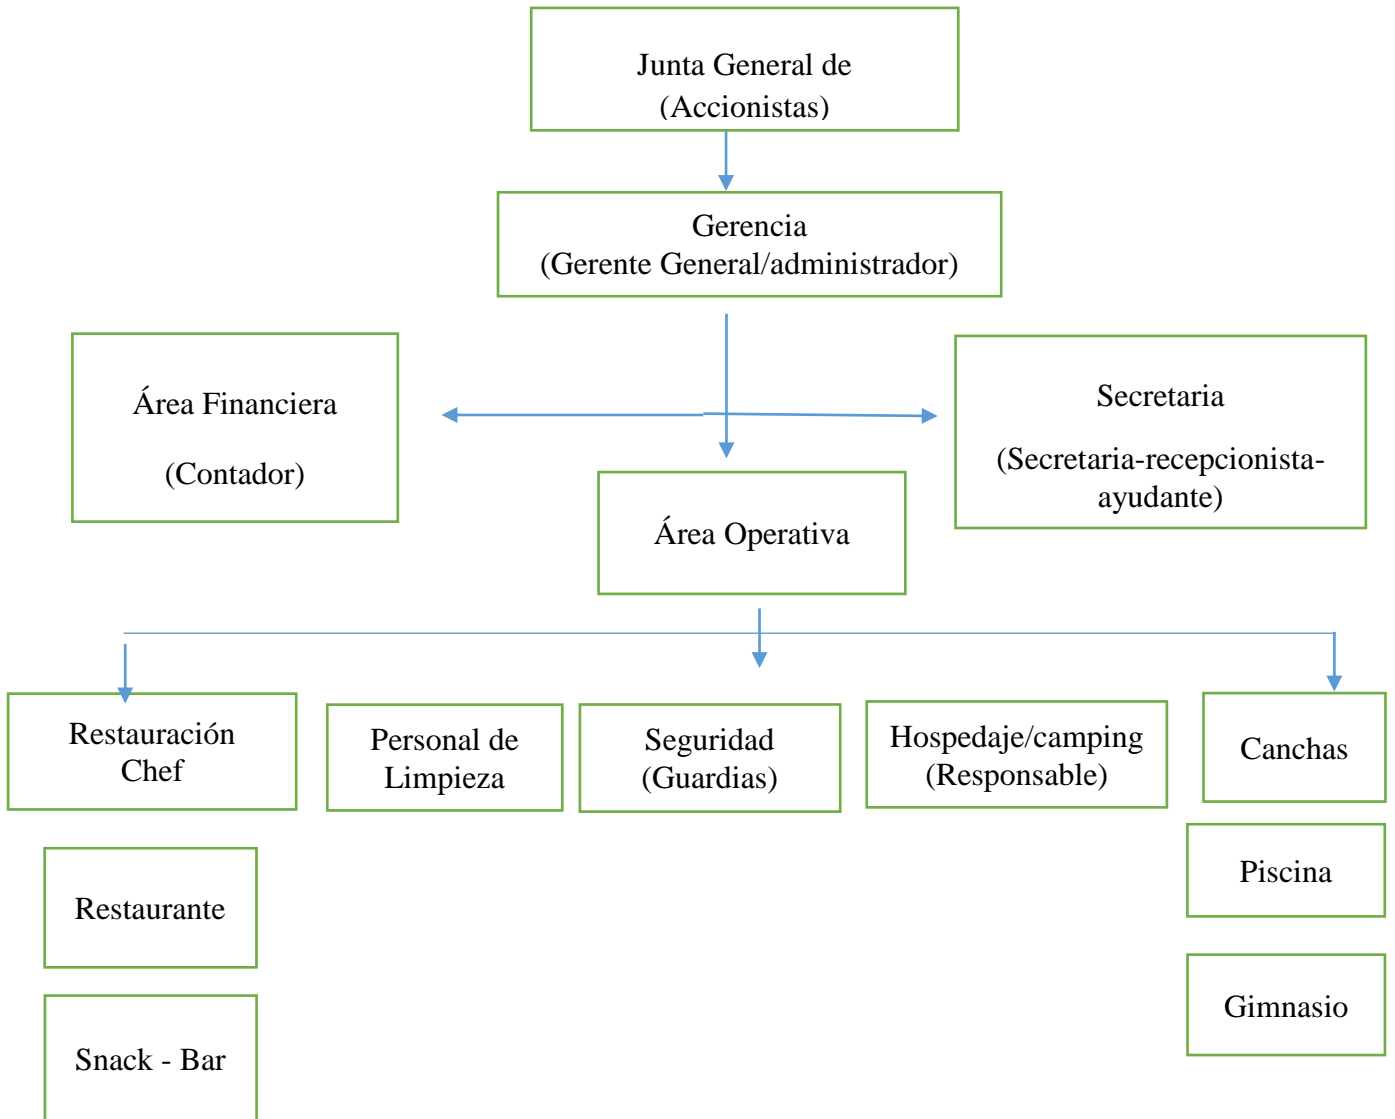 Junta General de
(Accionistas)
Gerencia
(Gerente General/administrador)
Área Financiera
(Contador)
Secretaria
(Secretaria-recepcionista-
ayudante)
Área Operativa
Restauración
Chef
Personal de
Limpieza
Seguridad
(Guardias)
Hospedaje/camping
(Responsable)
Canchas
Piscina
Restaurante
Gimnasio
Snack - Bar